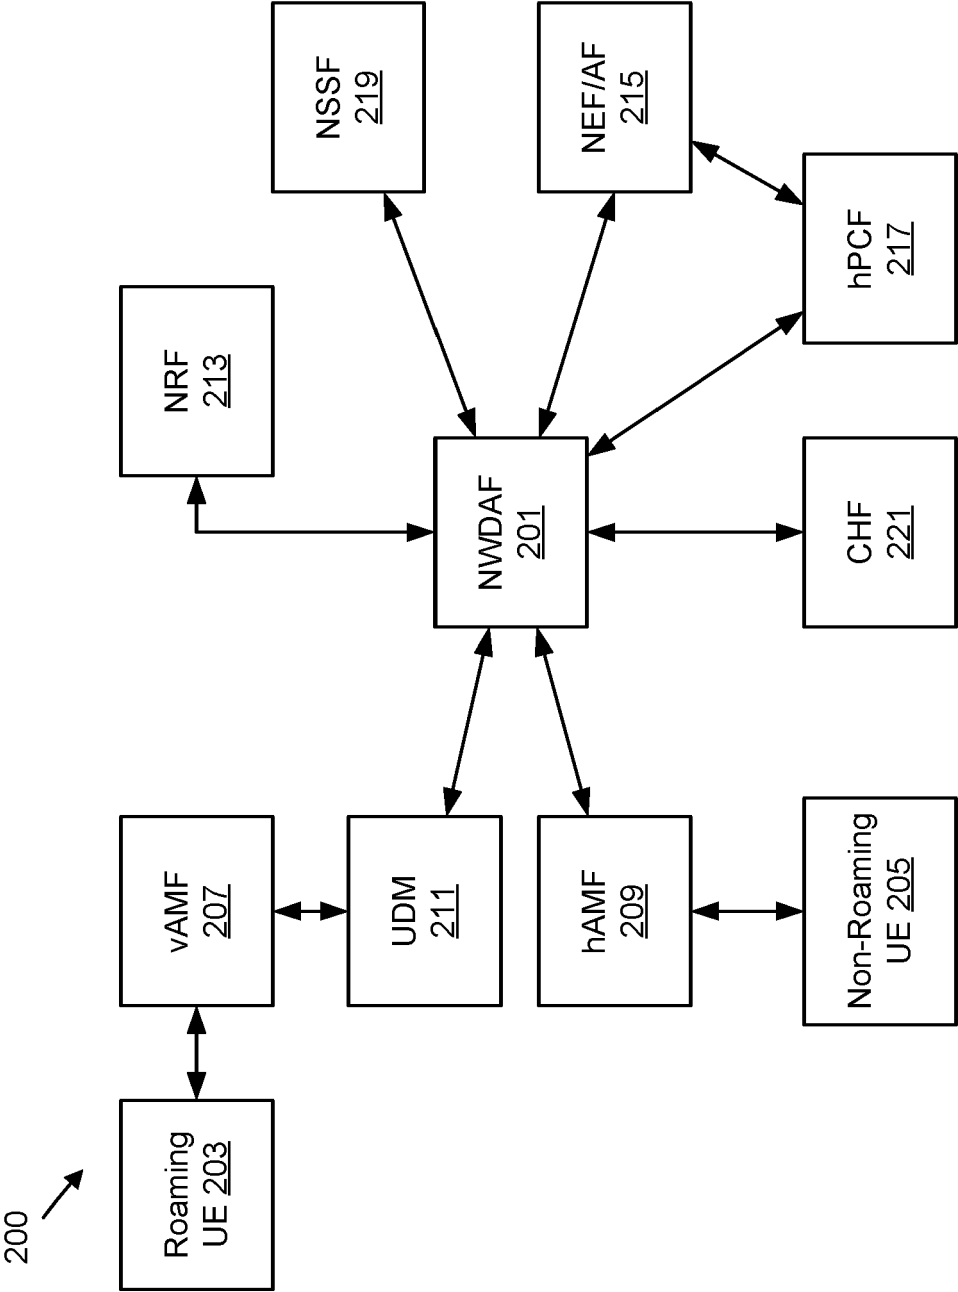 200
Roaming
UE 203
vAMF
207
NRF
213
UDM
211
NSSF
219
NWDAF
201
hAMF
209
NEF/AF
215
Non-Roaming
UE 205
CHF
221
hPCF
217